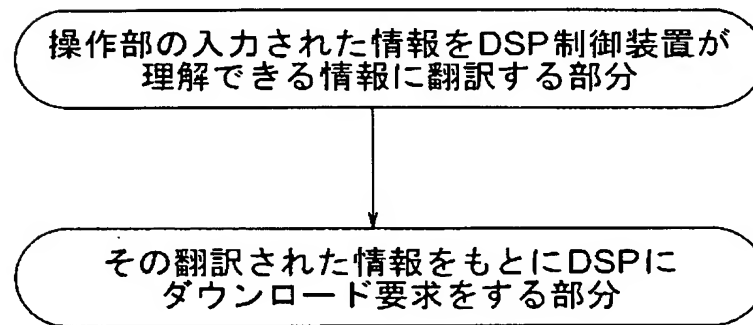 操作部の入力された情報をDSP制御装置が
理解できる情報に翻訳する部分
その翻訳された情報をもとにDSPに
ダウンロード要求をする部分